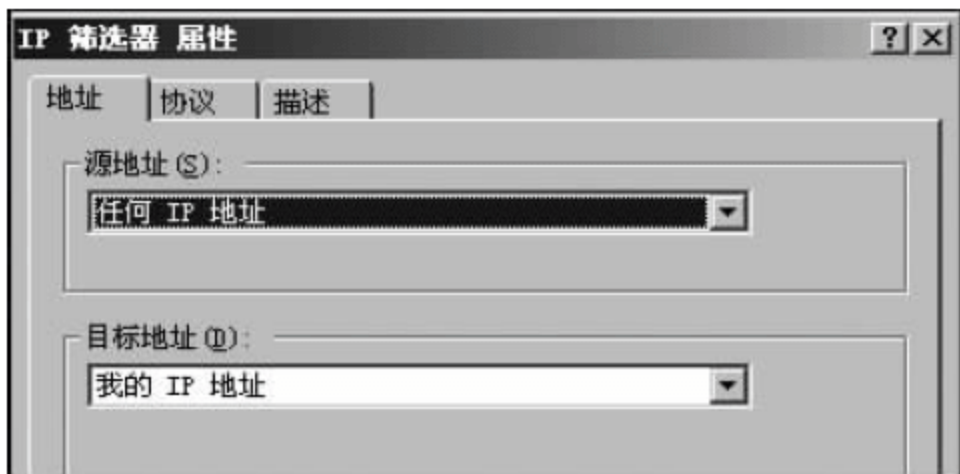 IP 筛选器 属性
地址 协议 描述
源地址(S):
任何 IP 地址
目标地址(D):
我的 IP 地址